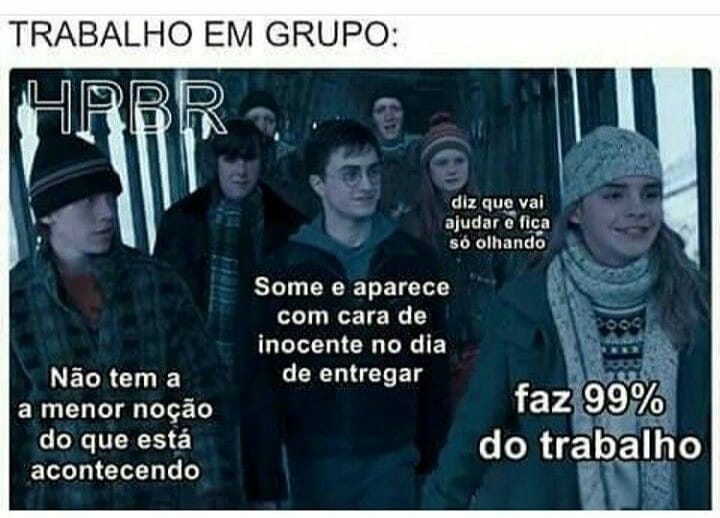 TRABALHO EM GRUPO:
HPBR
diz que vai
ajudar e fica
só olhando
Some e aparece
com cara de
inocente no dia
de entregar
Não tem a
a menor noção
do que está
acontecendo
faz 99%
do trabalho